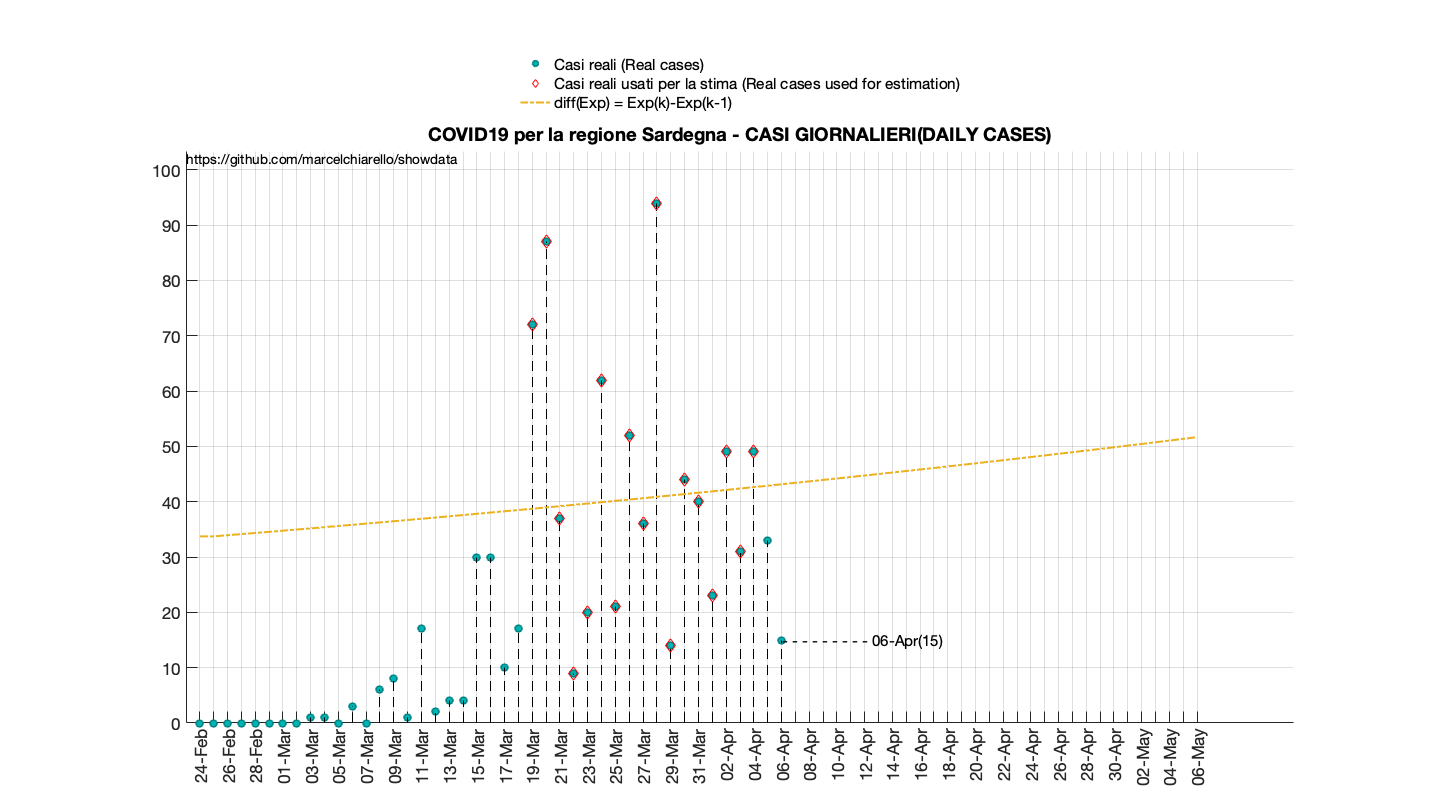 Casi reali (Real cases)
Casi reali usati per la stima (Real cases used for estimation)
diff(Exp) = Exp(k)-Exp(k-1)
COVID19 per la regione Sardegna - CASI GIORNALIERI(DAILY CASES)
https://github.com/marcelchiarello/showdata
100
90
80
70
60
50
40
30
20
10
0
06-Apr(15)
24-Feb
26-Feb
28-Feb
01-Mar
03-Mar
05-Mar
07-Mar
09-Mar
11-Mar
13-Mar
15-Mar
17-Mar
19-Mar
21-Mar
23-Mar
25-Mar
27-Mar
29-Mar
31-Mar
02-Apr
04-Apr
06-Apr
08-Apr
10-Apr
12-Apr
14-Apr
16-Apr
18-Apr
20-Apr
22-Apr
24-Apr
26-Apr
28-Apr
30-Apr
02-May
04-May
06-May